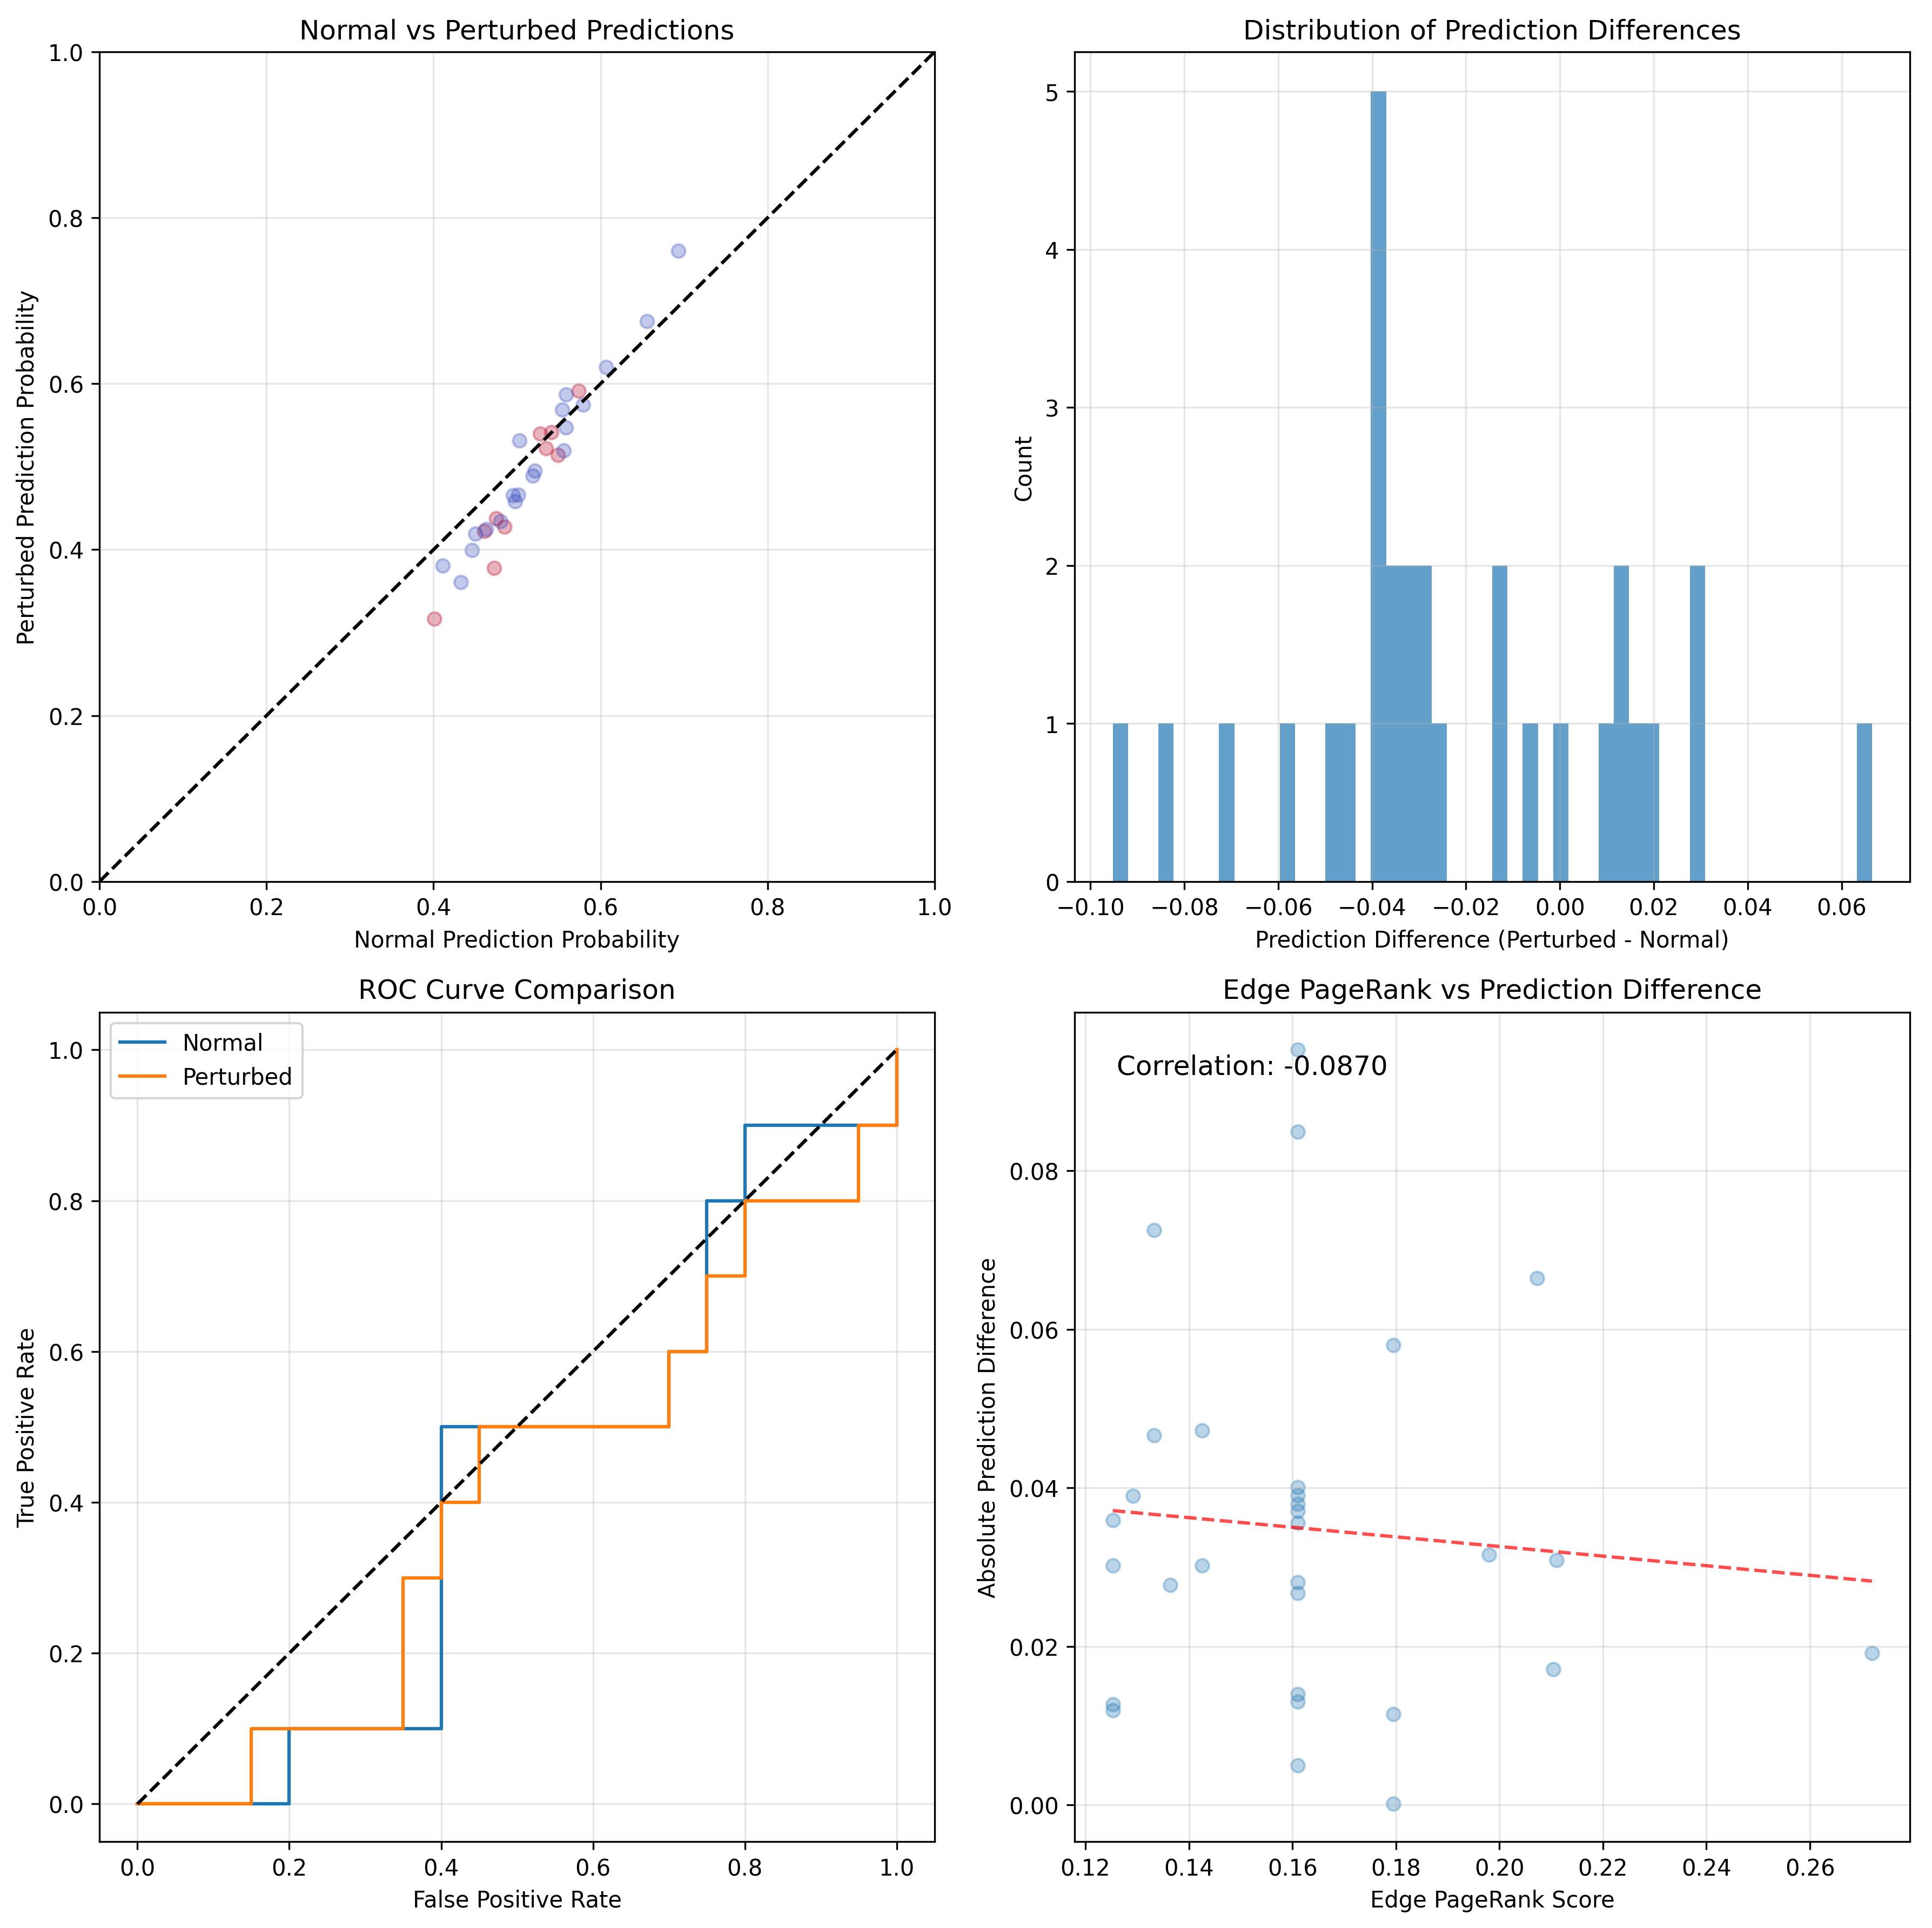 Normal vs Perturbed Predictions
1.0
0.8
0.6
0.4
0.2
0.0
Perturbed Prediction Probability
0.0 0.2 0.4 0.6 0.8 1.0
Normal Prediction Probability
Distribution of Prediction Differences
5
4
3
2
1
0
Count
−0.10 −0.08 −0.06 −0.04 −0.02 0.00 0.02 0.04 0.06
Prediction Difference (Perturbed - Normal)
ROC Curve Comparison
Normal
Perturbed
1.0
0.8
0.6
0.4
0.2
0.0
True Positive Rate
0.0 0.2 0.4 0.6 0.8 1.0
False Positive Rate
Edge PageRank vs Prediction Difference
Correlation: -0.0870
0.08
0.06
0.04
0.02
0.00
Absolute Prediction Difference
0.12 0.14 0.16 0.18 0.20 0.22 0.24 0.26
Edge PageRank Score